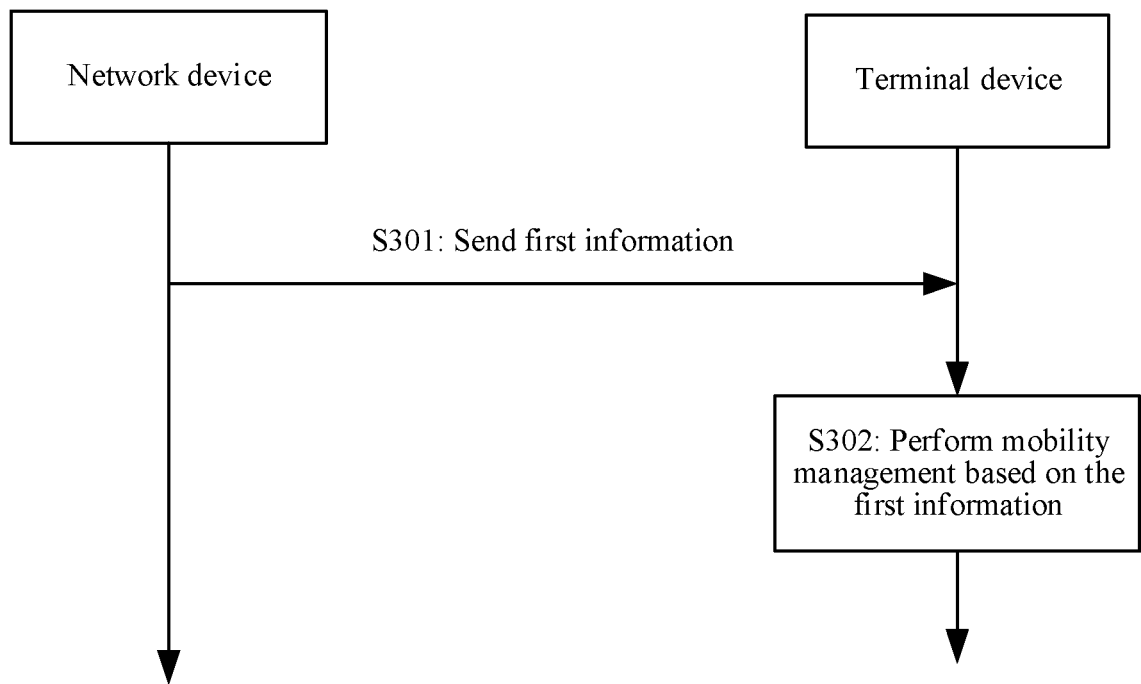 Network device
Terminal device
S301: Send first information
S302: Perform mobility
management based on the
first information